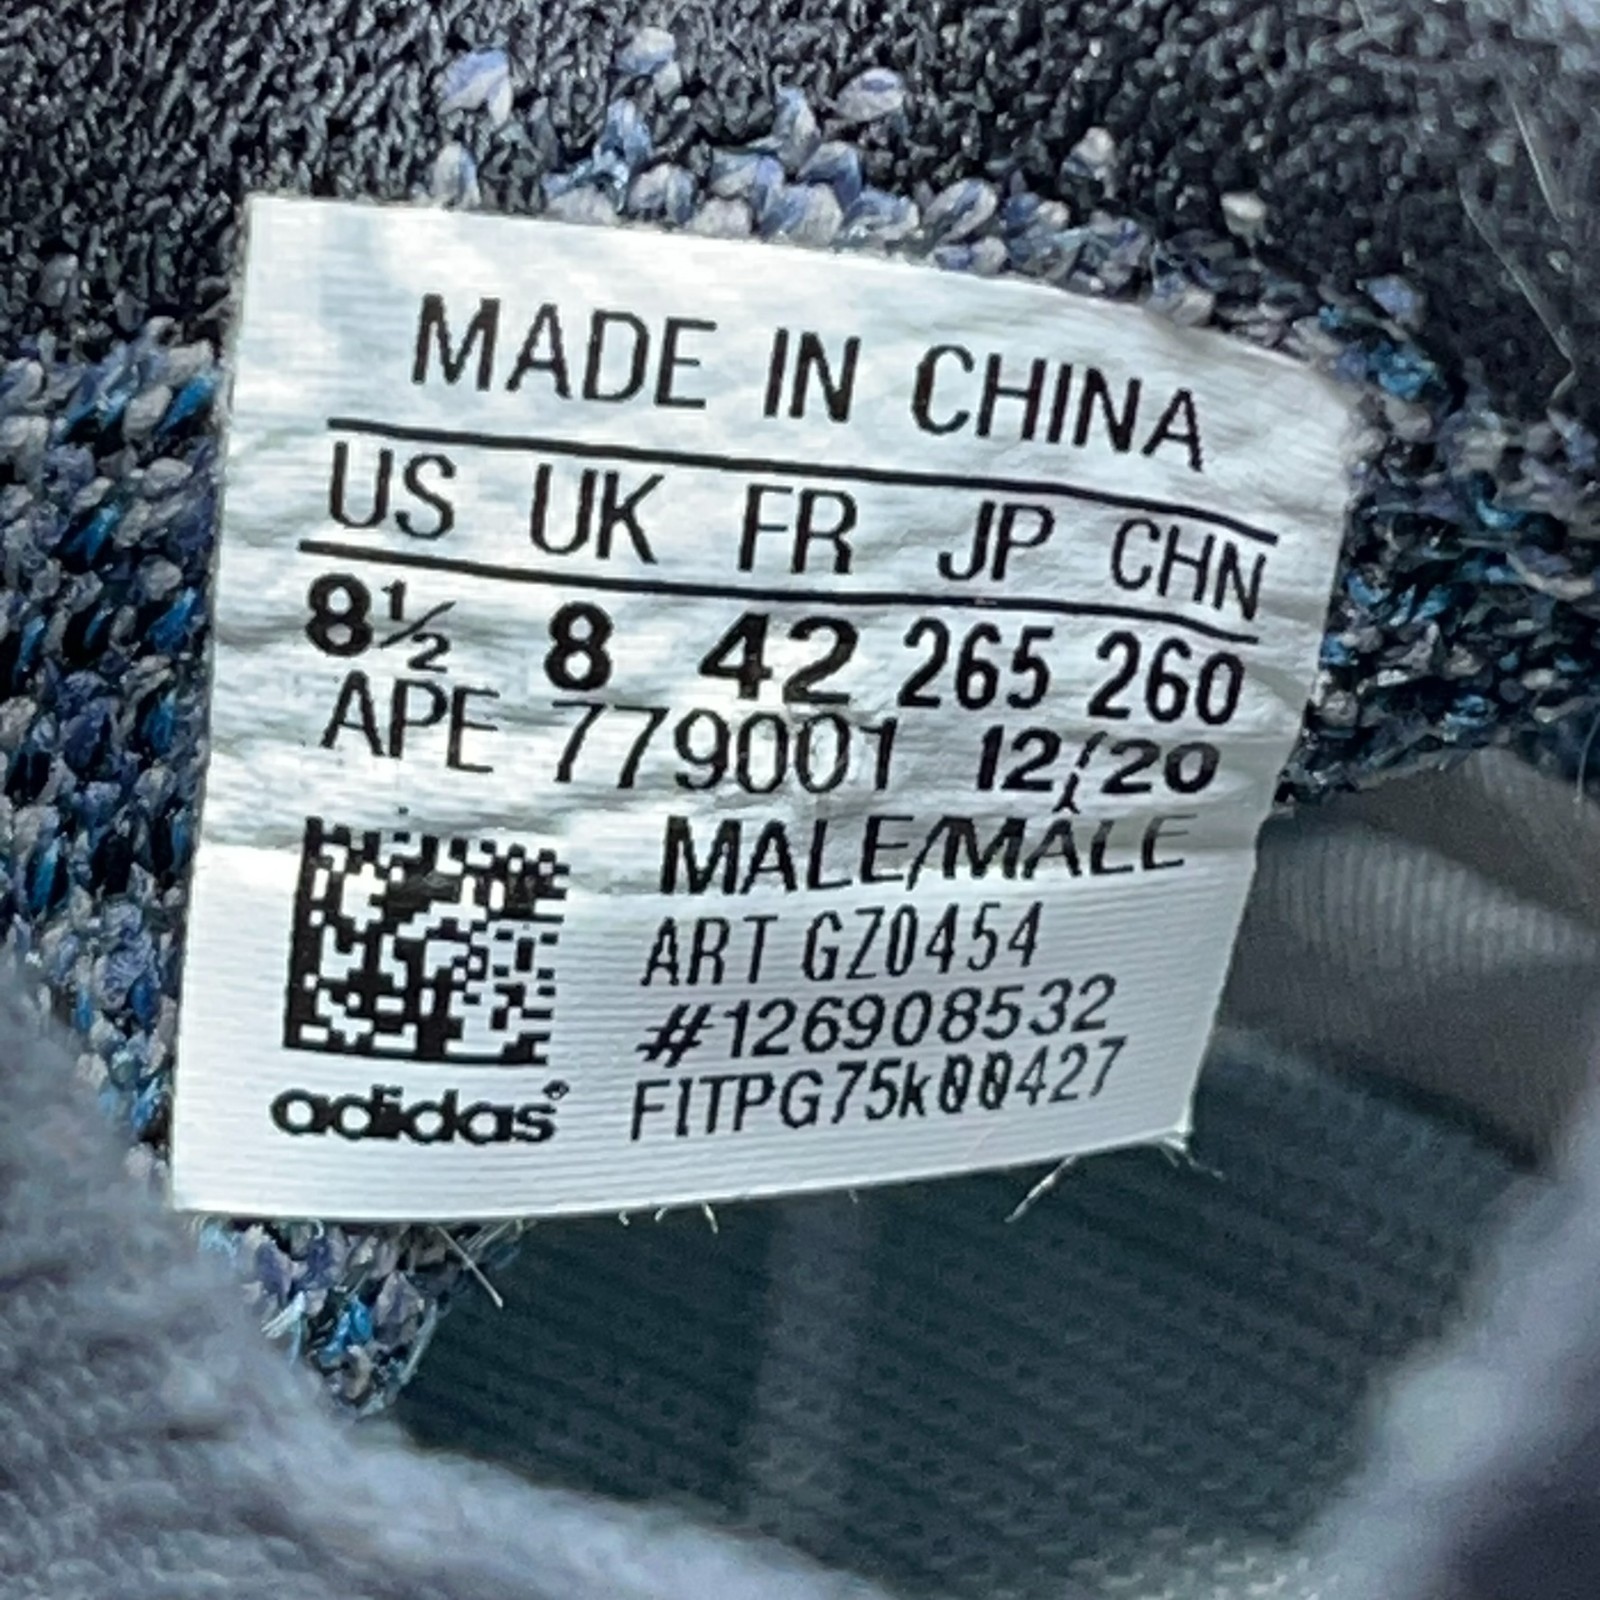 MADE IN CHINA
US UK FR JP CHN
8½ 8 42 265 260
APE 779001 12/20
MALE/MÂLE
ART GZ0454
#126908532
FITPG75k00427
adidas®